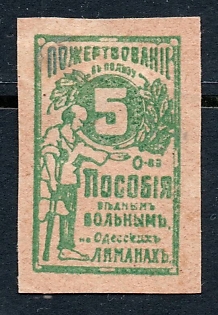 ПОЖЕРТВОВАНІЕ
въ пользу
5
О-ва
ПОСОБІЯ
БѢДНЫМЪ
БОЛЬНЫМЪ,
на Одесскихъ
ЛИМАНАХЪ.